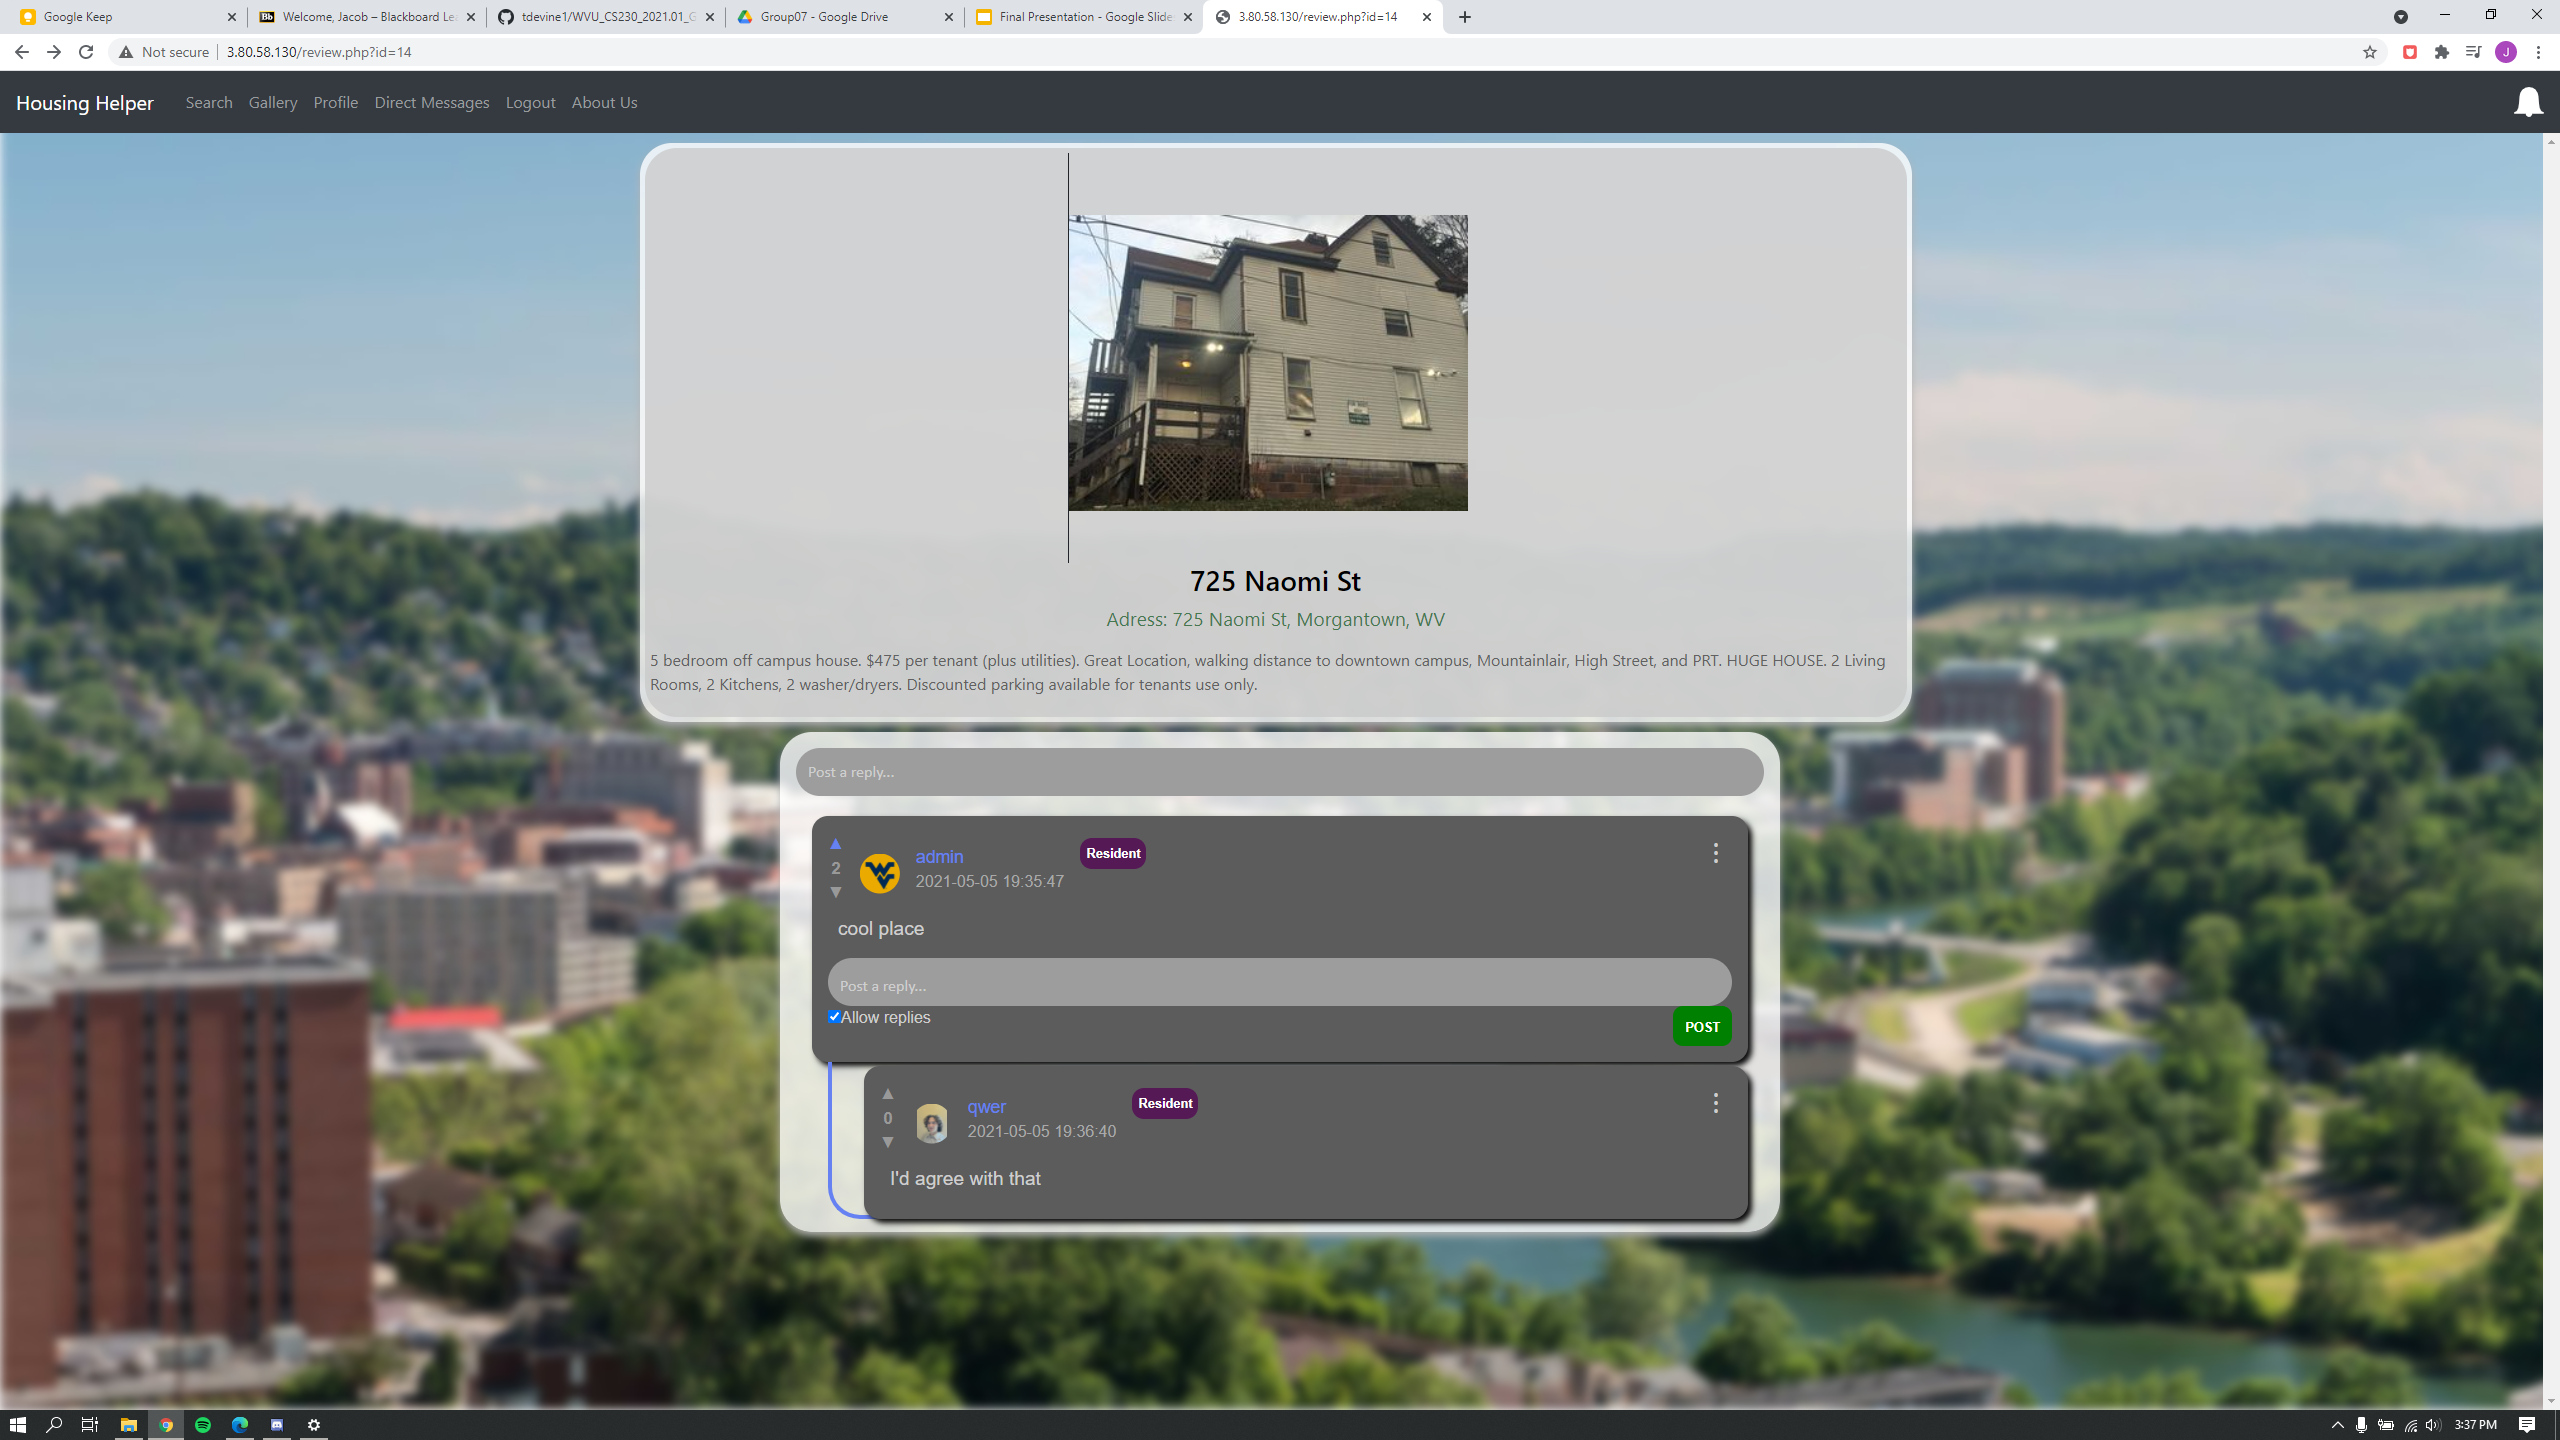 Google Keep
Welcome, Jacob – Blackboard Lea
tdevine1/WVU_CS230_2021.01_G
Group07 - Google Drive
Final Presentation - Google Slide
3.80.58.130/review.php?id=14
Not secure
3.80.58.130/review.php?id=14
J
Housing Helper
Search
Gallery
Profile
Direct Messages
Logout
About Us
725 Naomi St
Adress: 725 Naomi St, Morgantown, WV
5 bedroom off campus house. $475 per tenant (plus utilities). Great Location, walking distance to downtown campus, Mountainlair, High Street, and PRT. HUGE HOUSE. 2 Living
Rooms, 2 Kitchens, 2 washer/dryers. Discounted parking available for tenants use only.
Post a reply...
2
admin
Resident
2021-05-05 19:35:47
cool place
Post a reply...
Allow replies
POST
0
qwer
Resident
2021-05-05 19:36:40
I'd agree with that
3:37 PM